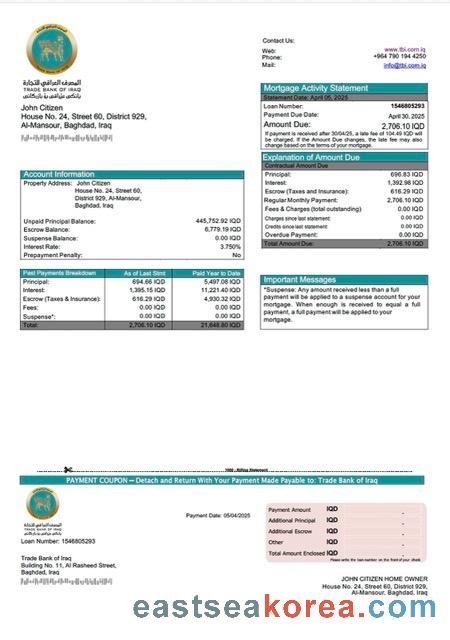 Contact Us:
Web: www.tbi.com.iq
Phone: +964 790 194 4250
Mail: info@tbi.com.iq
المصرف العراقي للتجارة
TRADE BANK OF IRAQ
John Citizen
House No. 24, Street 60, District 929,
Al-Mansour, Baghdad, Iraq
Mortgage Activity Statement
Statement Date: April 05, 2025
Loan Number: 1546805293
Payment Due Date: April 30, 2025
Amount Due: 2,706.10 IQD
If payment is received after 30/04/25, a late fee of 104.49 IQD will
be charged. If the Amount Due changes, the late fee may also
change based on the terms of your mortgage.
Explanation of Amount Due
Contractual Amount Due
Principal: 696.83 IQD
Interest: 1,392.98 IQD
Escrow (Taxes and Insurance): 616.29 IQD
Regular Monthly Payment: 2,706.10 IQD
Fees & Charges (total outstanding) 0.00 IQD
Charges since last statement 0.00 IQD
Credits since last statement 0.00 IQD
Overdue Payment: 0.00 IQD
Total Amount Due: 2,706.10 IQD
Account Information
Property Address: John Citizen
House No. 24, Street 60,
District 929, Al-Mansour,
Baghdad, Iraq
Unpaid Principal Balance: 445,752.92 IQD
Escrow Balance: 6,779.19 IQD
Suspense Balance: 0.00 IQD
Interest Rate: 3.750%
Prepayment Penalty: No
Past Payments Breakdown As of Last Stmt Paid Year to Date
Principal: 694.66 IQD 5,497.08 IQD
Interest: 1,395.15 IQD 11,221.40 IQD
Escrow (Taxes & Insurance): 616.29 IQD 4,930.32 IQD
Fees: 0.00 IQD 0.00 IQD
Suspense*: 0.00 IQD 0.00 IQD
Total: 2,706.10 IQD 21,648.80 IQD
Important Messages
*Suspense: Any amount received less than a full
payment will be applied to a suspense account for your
mortgage. When enough is received to equal a full
payment, a full payment will be applied to your
mortgage.
PAYMENT COUPON – Detach and Return With Your Payment Made Payable to: Trade Bank of Iraq
المصرف العراقي للتجارة
TRADE BANK OF IRAQ
Loan Number: 1546805293
Payment Date: 05/04/2025
Payment Amount IQD
Additional Principal IQD
Additional Escrow IQD
Other IQD
Total Amount Enclosed IQD
Please write the loan number on the front of your check.
Trade Bank of Iraq
Building No. 11, Al Rasheed Street,
Baghdad, Iraq
JOHN CITIZEN HOME OWNER
House No. 24, Street 60, District 929,
Al-Mansour, Baghdad, Iraq
eastseakorea.com